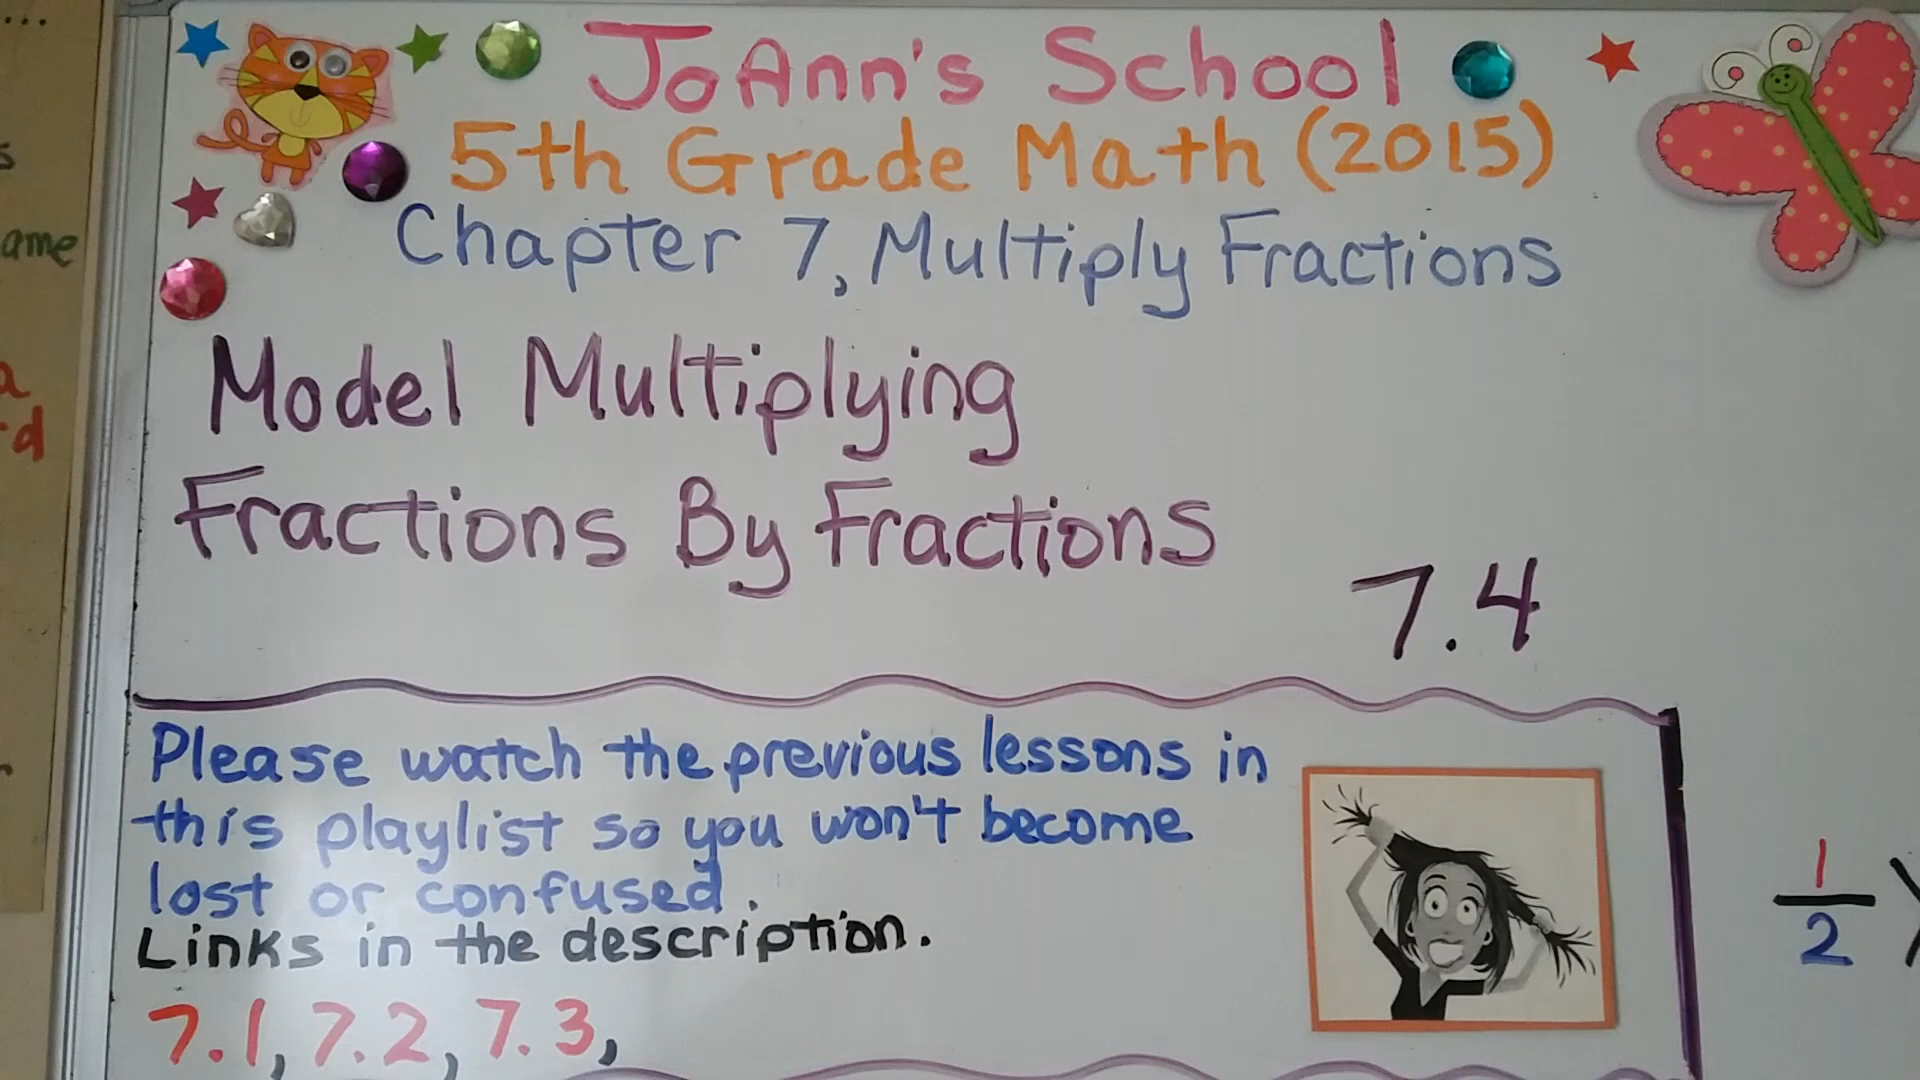 JoAnn's School
5th Grade Math (2015)
Chapter 7, Multiply Fractions
Model Multiplying
Fractions By Fractions
7.4
Please watch the previous lessons in
this playlist so you won't become
lost or confused.
Links in the description.
7.1, 7.2, 7.3,
1
2
ame
a
d